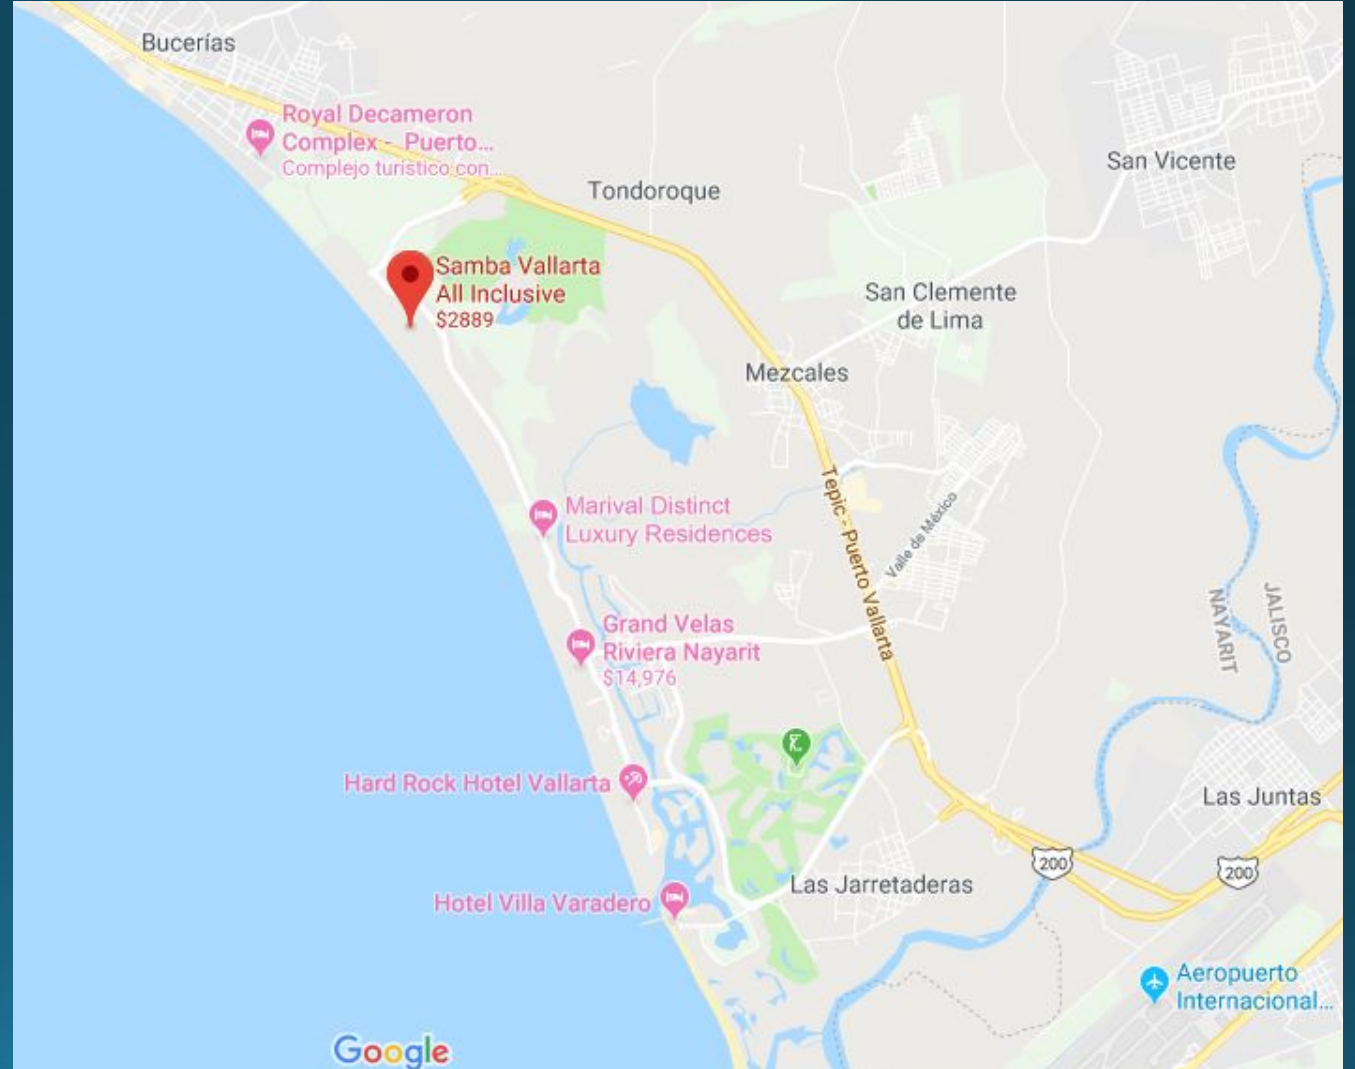 Bucerías
Royal Decameron
Complex - Puerto...
Complejo turístico con...
San Vicente
Tondoroque
Samba Vallarta
All Inclusive
$2889
San Clemente
de Lima
Mezcales
Tepic - Puerto Vallarta
Valle de México
Marival Distinct
Luxury Residences
NAYARIT
JALISCO
Grand Velas
Riviera Nayarit
$14,976
Hard Rock Hotel Vallarta
Las Juntas
200
200
Las Jarretaderas
Hotel Villa Varadero
Aeropuerto
Internacional...
Google